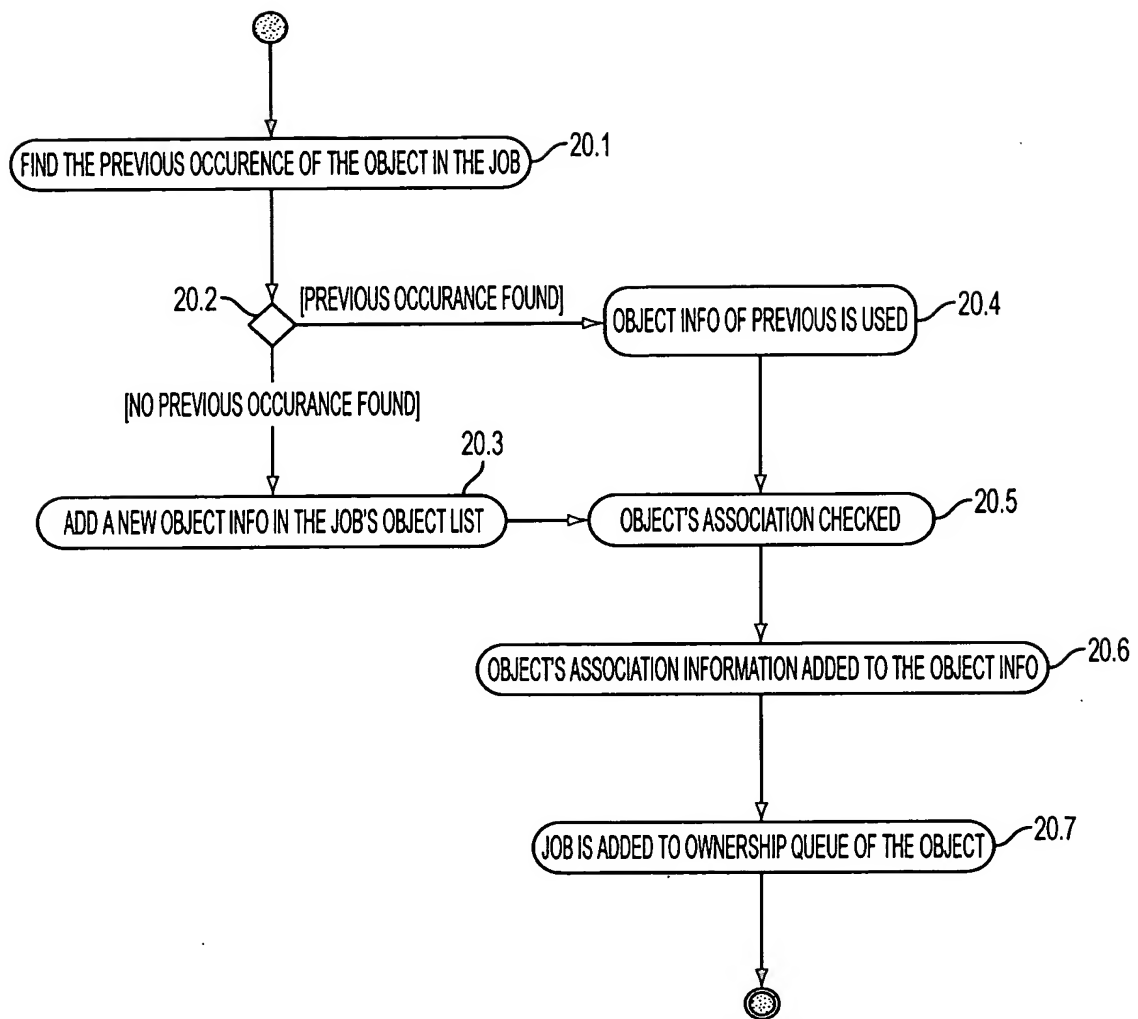 FIND THE PREVIOUS OCCURENCE OF THE OBJECT IN THE JOB
20.1
20.2
[PREVIOUS OCCURANCE FOUND]
OBJECT INFO OF PREVIOUS IS USED
20.4
[NO PREVIOUS OCCURANCE FOUND]
20.3
ADD A NEW OBJECT INFO IN THE JOB'S OBJECT LIST
OBJECT'S ASSOCIATION CHECKED
20.5
OBJECT'S ASSOCIATION INFORMATION ADDED TO THE OBJECT INFO
20.6
JOB IS ADDED TO OWNERSHIP QUEUE OF THE OBJECT
20.7